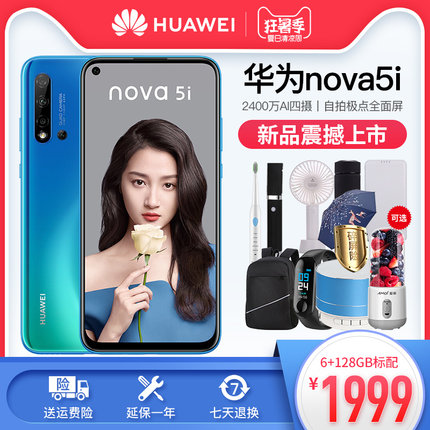 HUAWEI
狂暑季
夏日清凉周
华为nova5i
2400万AI四摄 | 自拍极点全面屏
新品震撼上市
nova 5i
HUAWEI
可选
24
险
送运费险
延保一年
7
七天退换
6+128GB标配
¥1999